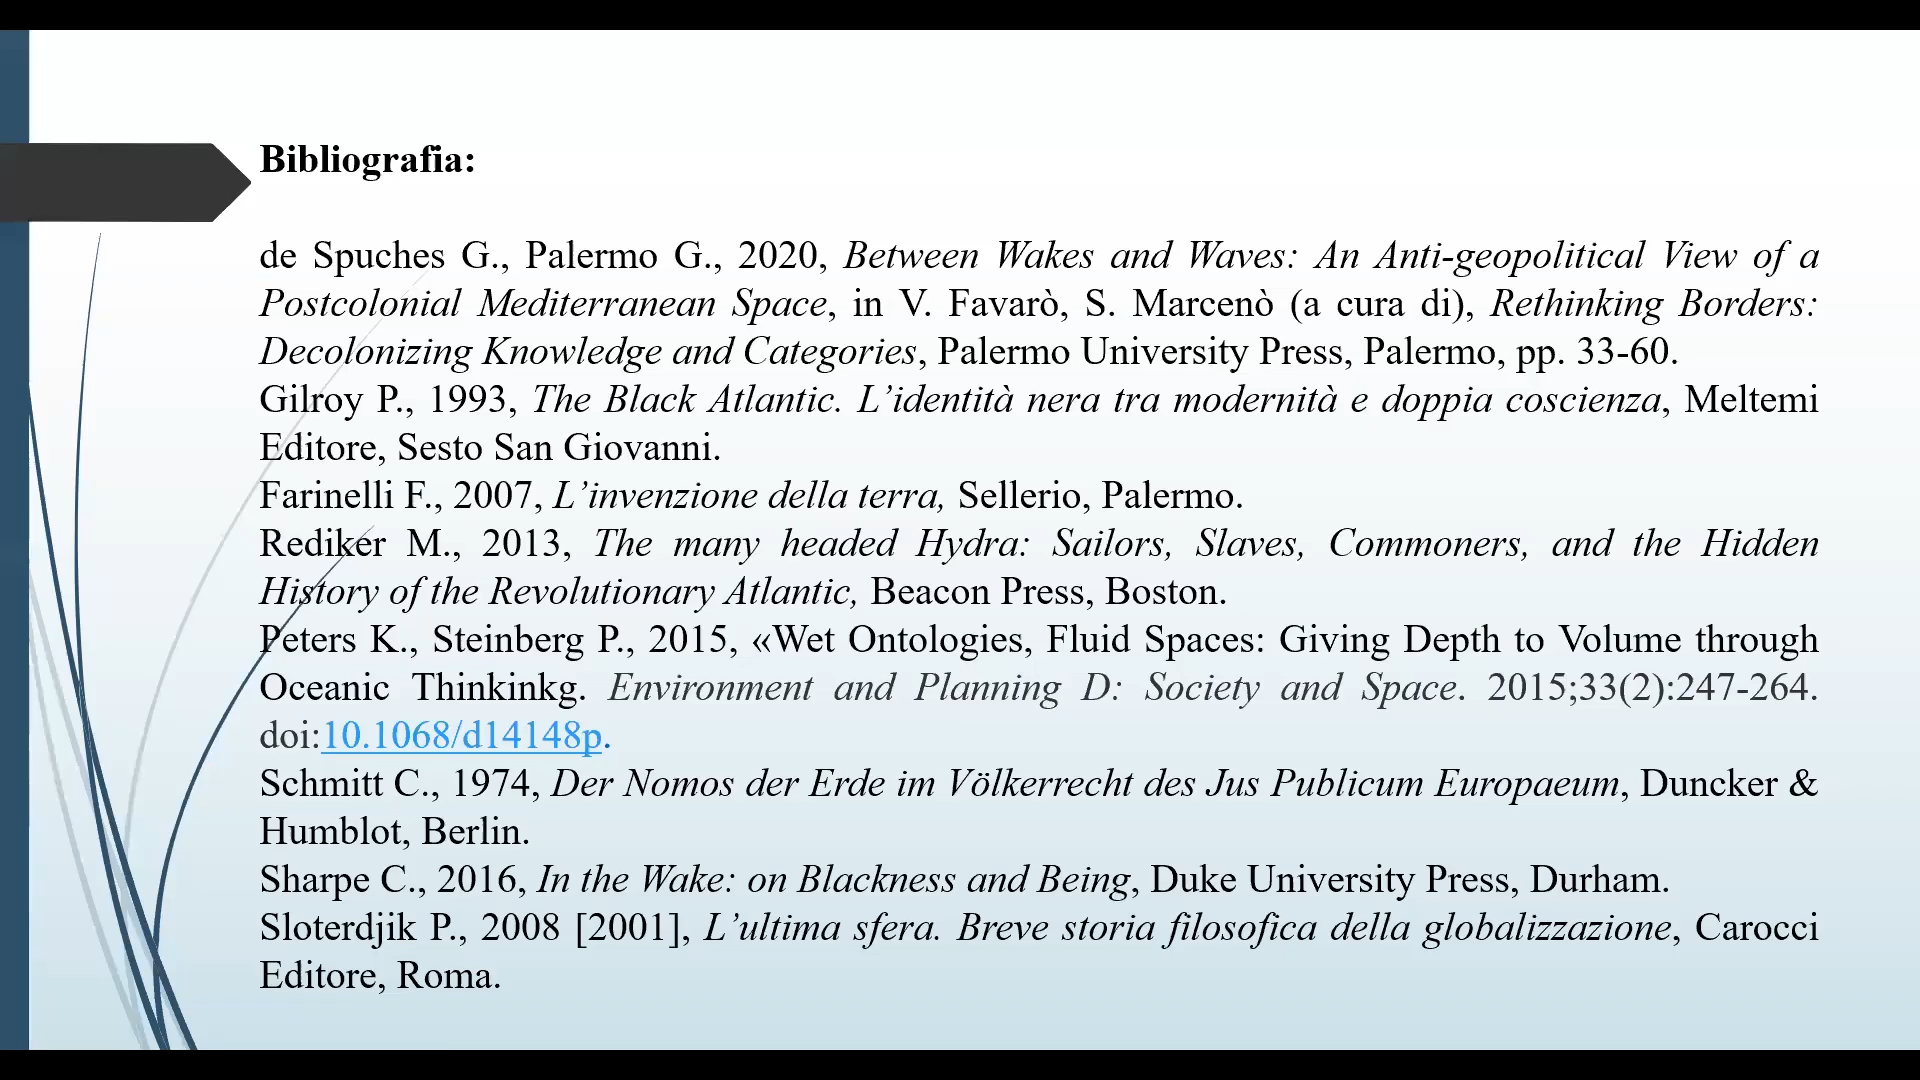 Bibliografia:
de Spuches G., Palermo G., 2020, Between Wakes and Waves: An Anti-geopolitical View of a
Postcolonial Mediterranean Space, in V. Favarò, S. Marcenò (a cura di), Rethinking Borders:
Decolonizing Knowledge and Categories, Palermo University Press, Palermo, pp. 33-60.
Gilroy P., 1993, The Black Atlantic. L’identità nera tra modernità e doppia coscienza, Meltemi
Editore, Sesto San Giovanni.
Farinelli F., 2007, L’invenzione della terra, Sellerio, Palermo.
Rediker M., 2013, The many headed Hydra: Sailors, Slaves, Commoners, and the Hidden
History of the Revolutionary Atlantic, Beacon Press, Boston.
Peters K., Steinberg P., 2015, «Wet Ontologies, Fluid Spaces: Giving Depth to Volume through
Oceanic Thinkinkg. Environment and Planning D: Society and Space. 2015;33(2):247-264.
doi:10.1068/d14148p.
Schmitt C., 1974, Der Nomos der Erde im Völkerrecht des Jus Publicum Europaeum, Duncker &
Humblot, Berlin.
Sharpe C., 2016, In the Wake: on Blackness and Being, Duke University Press, Durham.
Sloterdjik P., 2008 [2001], L’ultima sfera. Breve storia filosofica della globalizzazione, Carocci
Editore, Roma.